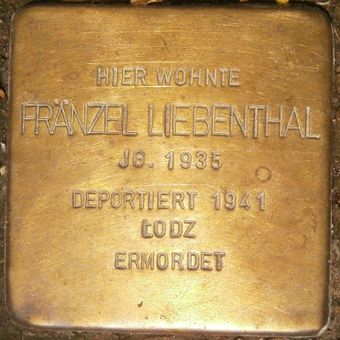 HIER WOHNTE
FRÄNZEL LIEBENTHAL
JG. 1935
DEPORTIERT 1941
ŁODZ
ERMORDET